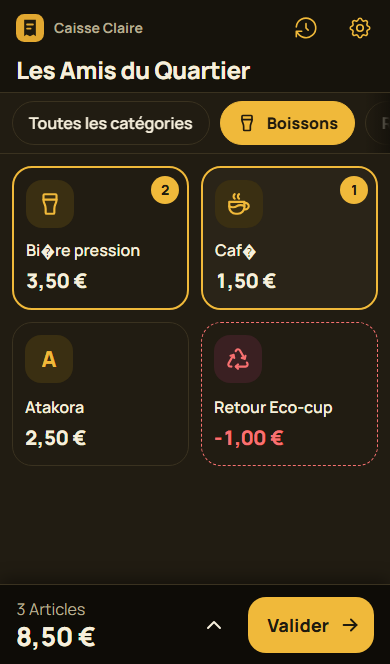 Caisse Claire
Les Amis du Quartier
Toutes les catégories
Boissons
2
1
Bi�re pression
Caf�
3,50 €
1,50 €
A
Atakora
Retour Eco-cup
2,50 €
-1,00 €
3 Articles
8,50 €
Valider